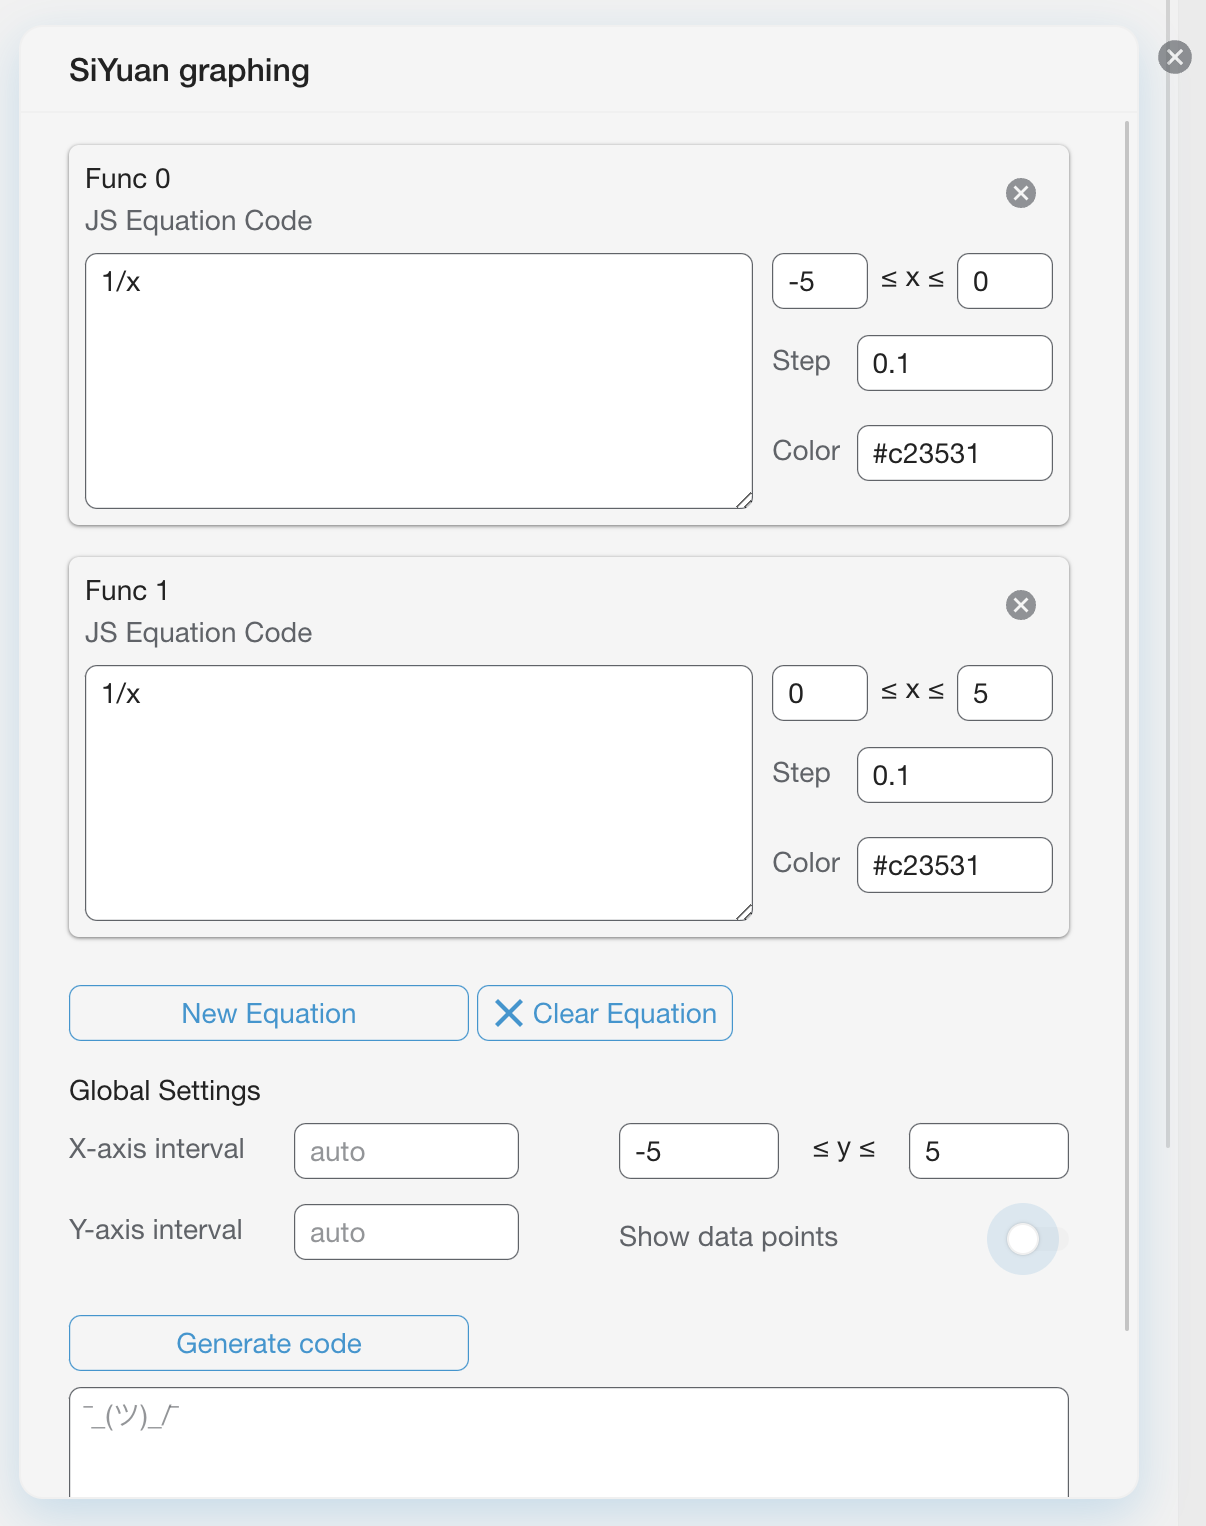 SiYuan graphing
Func 0
JS Equation Code
1/x
-5 ≤ x ≤ 0
Step 0.1
Color #c23531
Func 1
JS Equation Code
1/x
0 ≤ x ≤ 5
Step 0.1
Color #c23531
New Equation Clear Equation
Global Settings
X-axis interval auto -5 ≤ y ≤ 5
Y-axis interval auto Show data points
Generate code
¯_(ツ)_/¯